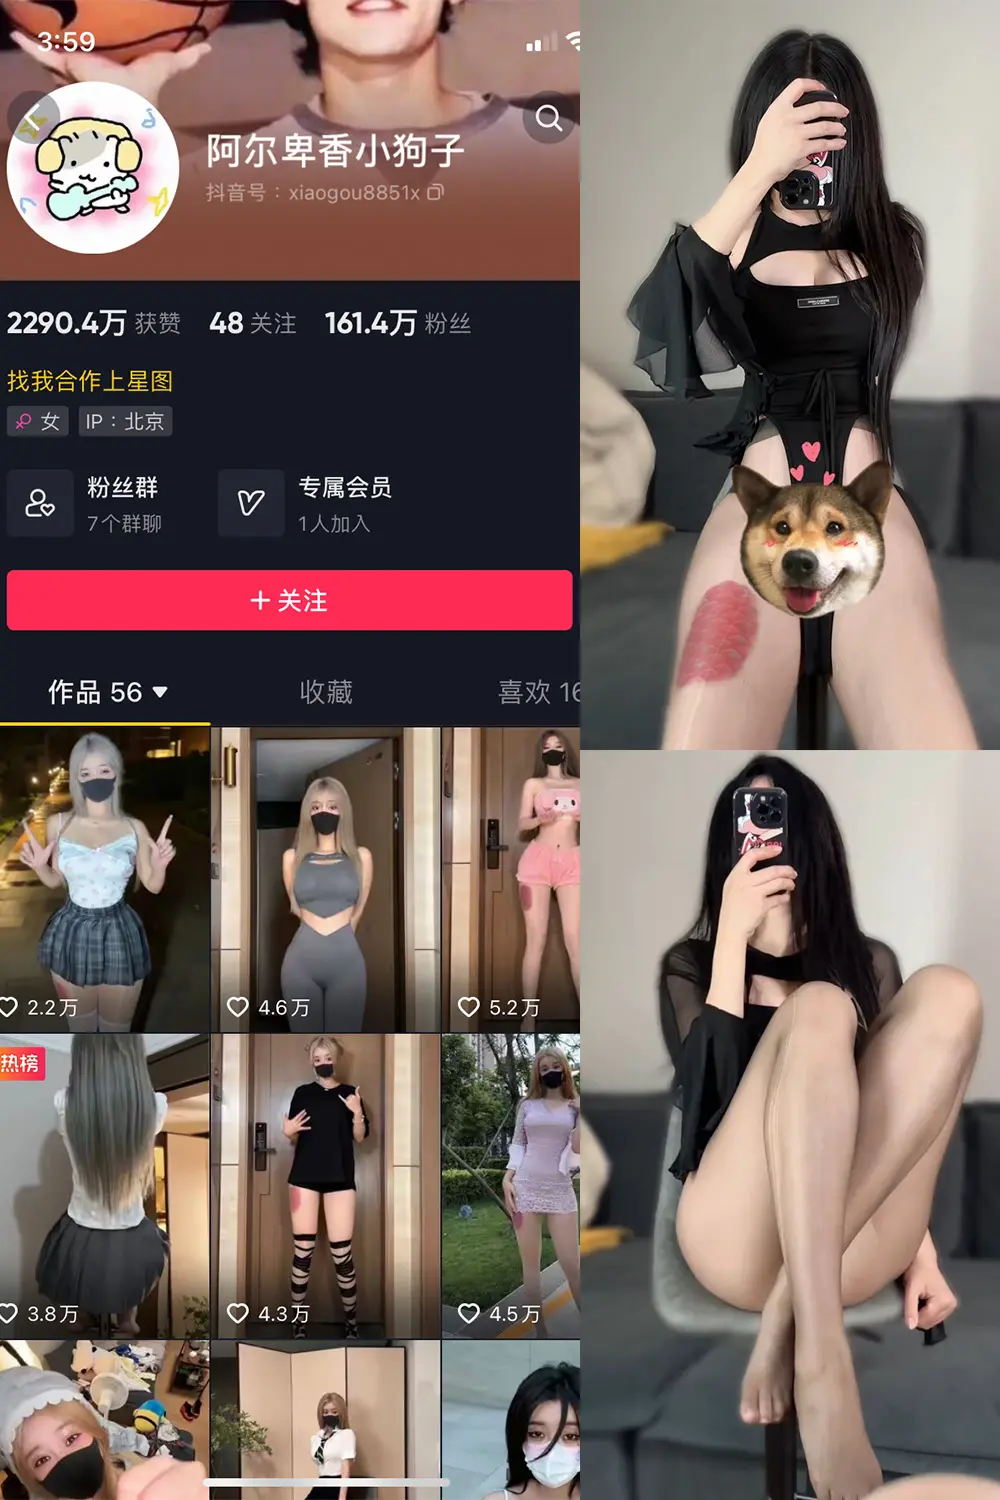 3:59
阿尔卑香小狗子
抖音号：xiaogou8851x
2290.4万 获赞 48 关注 161.4万 粉丝
找我合作上星图
女 IP：北京
粉丝群
7个群聊
专属会员
1人加入
+ 关注
作品 56
收藏
喜欢 16
2.2万
4.6万
5.2万
热榜
3.8万
4.3万
4.5万